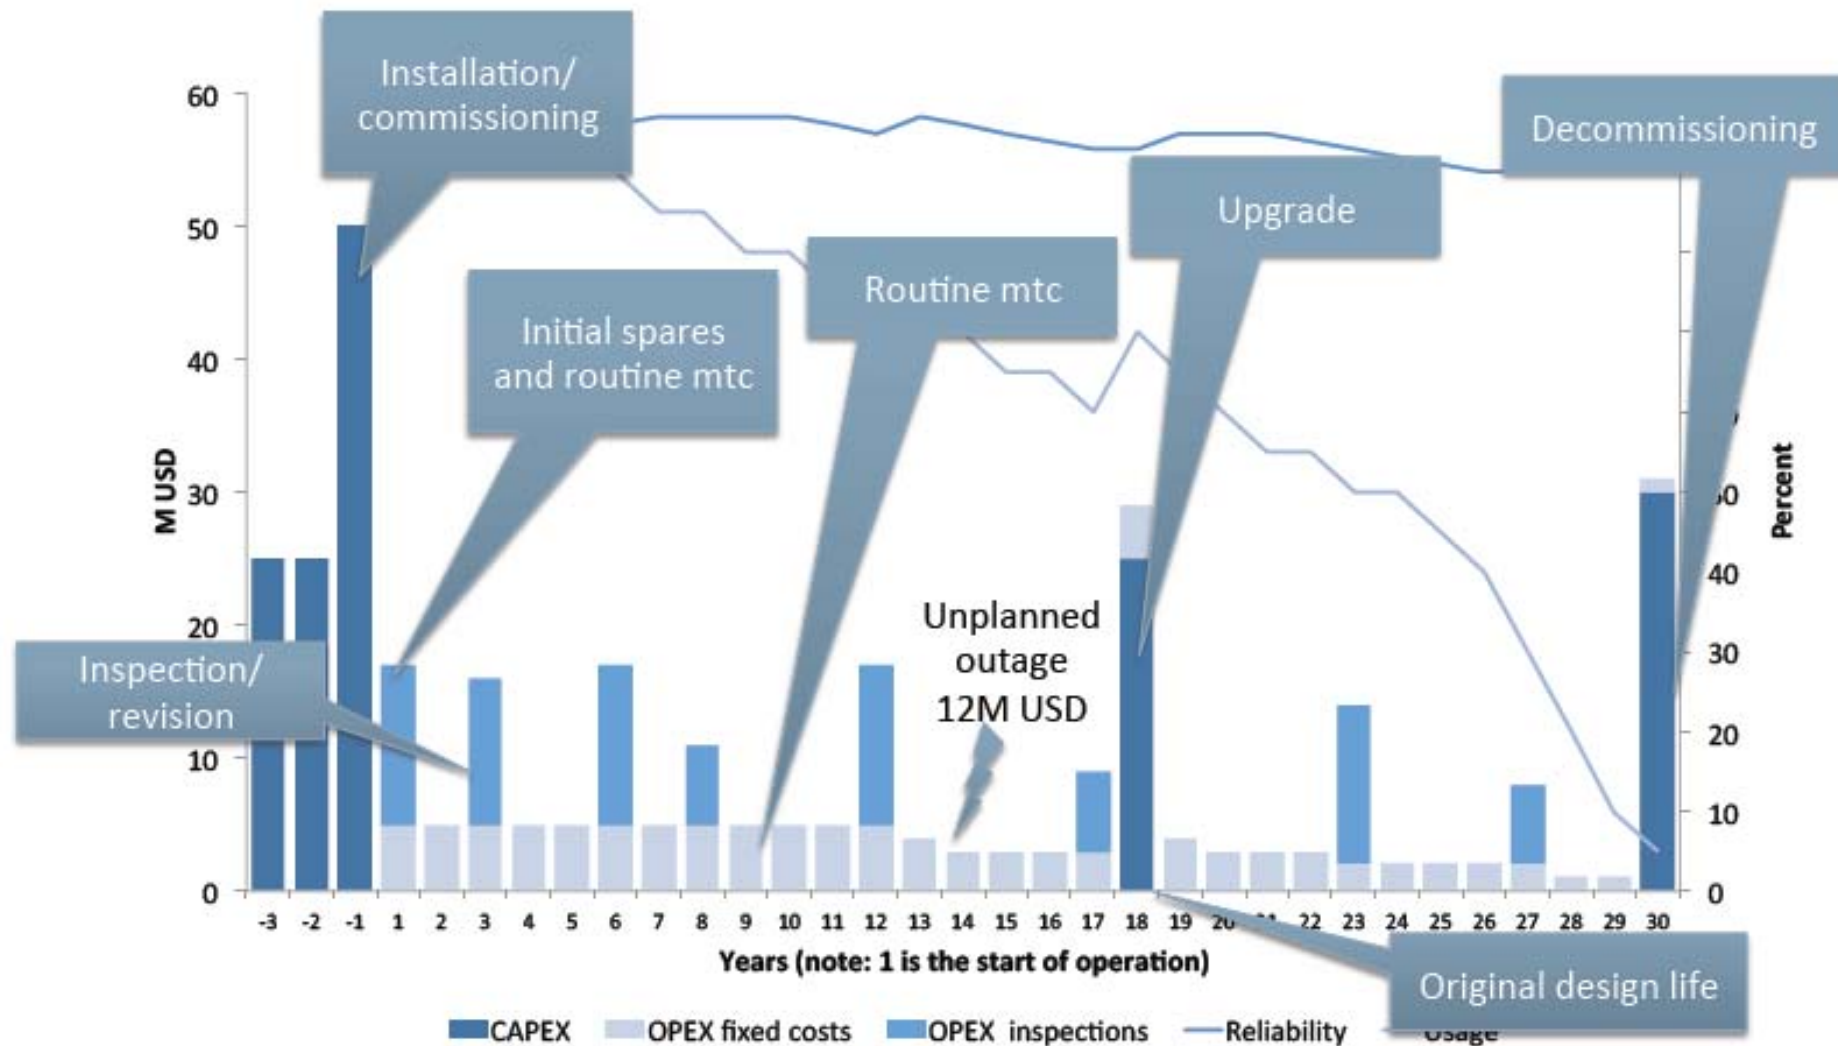 Installation/
commissioning
Decommissioning
Upgrade
Routine mtc
Initial spares
and routine mtc
Inspection/
revision
Unplanned
outage
12M USD
Original design life
M USD
60
50
40
30
20
10
0
Percent
40
30
20
10
0
-3 -2 -1 1 2 3 4 5 6 7 8 9 10 11 12 13 14 15 16 17 18 19 20 21 22 23 24 25 26 27 28 29 30
Years (note: 1 is the start of operation)
CAPEX OPEX fixed costs OPEX inspections Reliability Usage